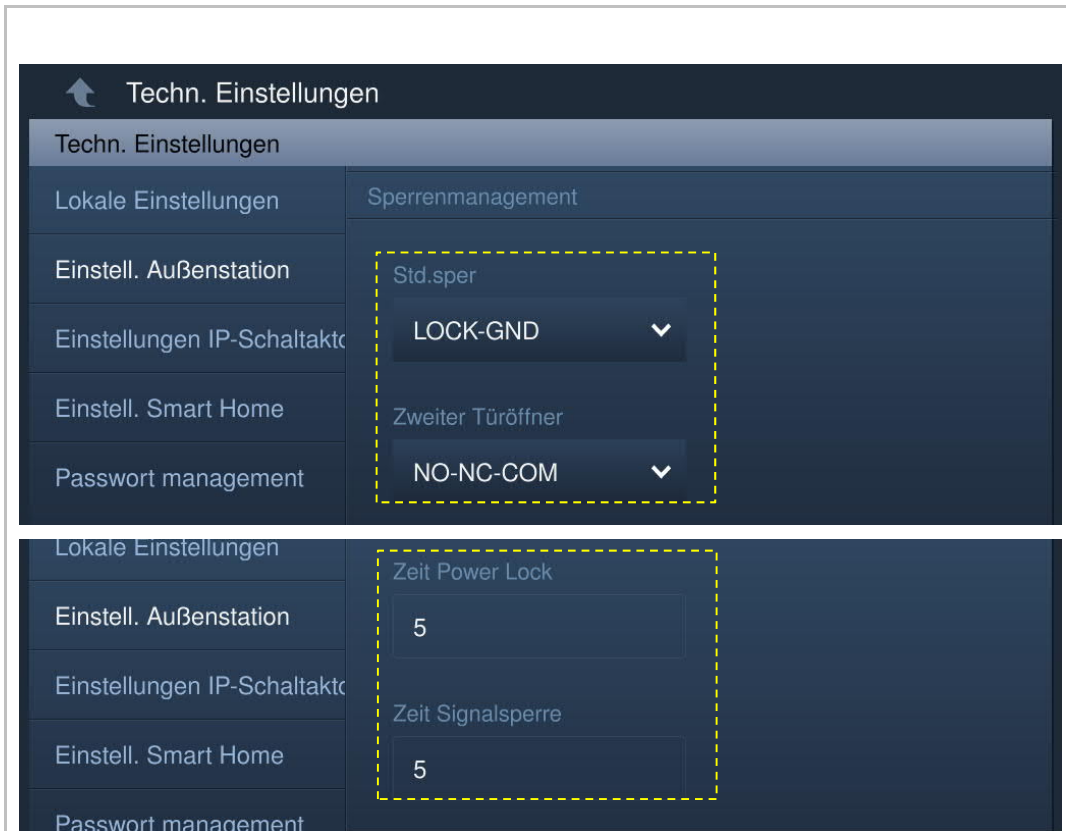 Techn. Einstellungen
Techn. Einstellungen
Lokale Einstellungen
Sperrenmanagement
Einstell. Außenstation
Std.sper
LOCK-GND
Einstellungen IP-Schaltakto
Einstell. Smart Home
Zweiter Türöffner
Passwort management
NO-NC-COM
Lokale Einstellungen
Zeit Power Lock
Einstell. Außenstation
5
Einstellungen IP-Schaltakto
Zeit Signalsperre
Einstell. Smart Home
5
Passwort management